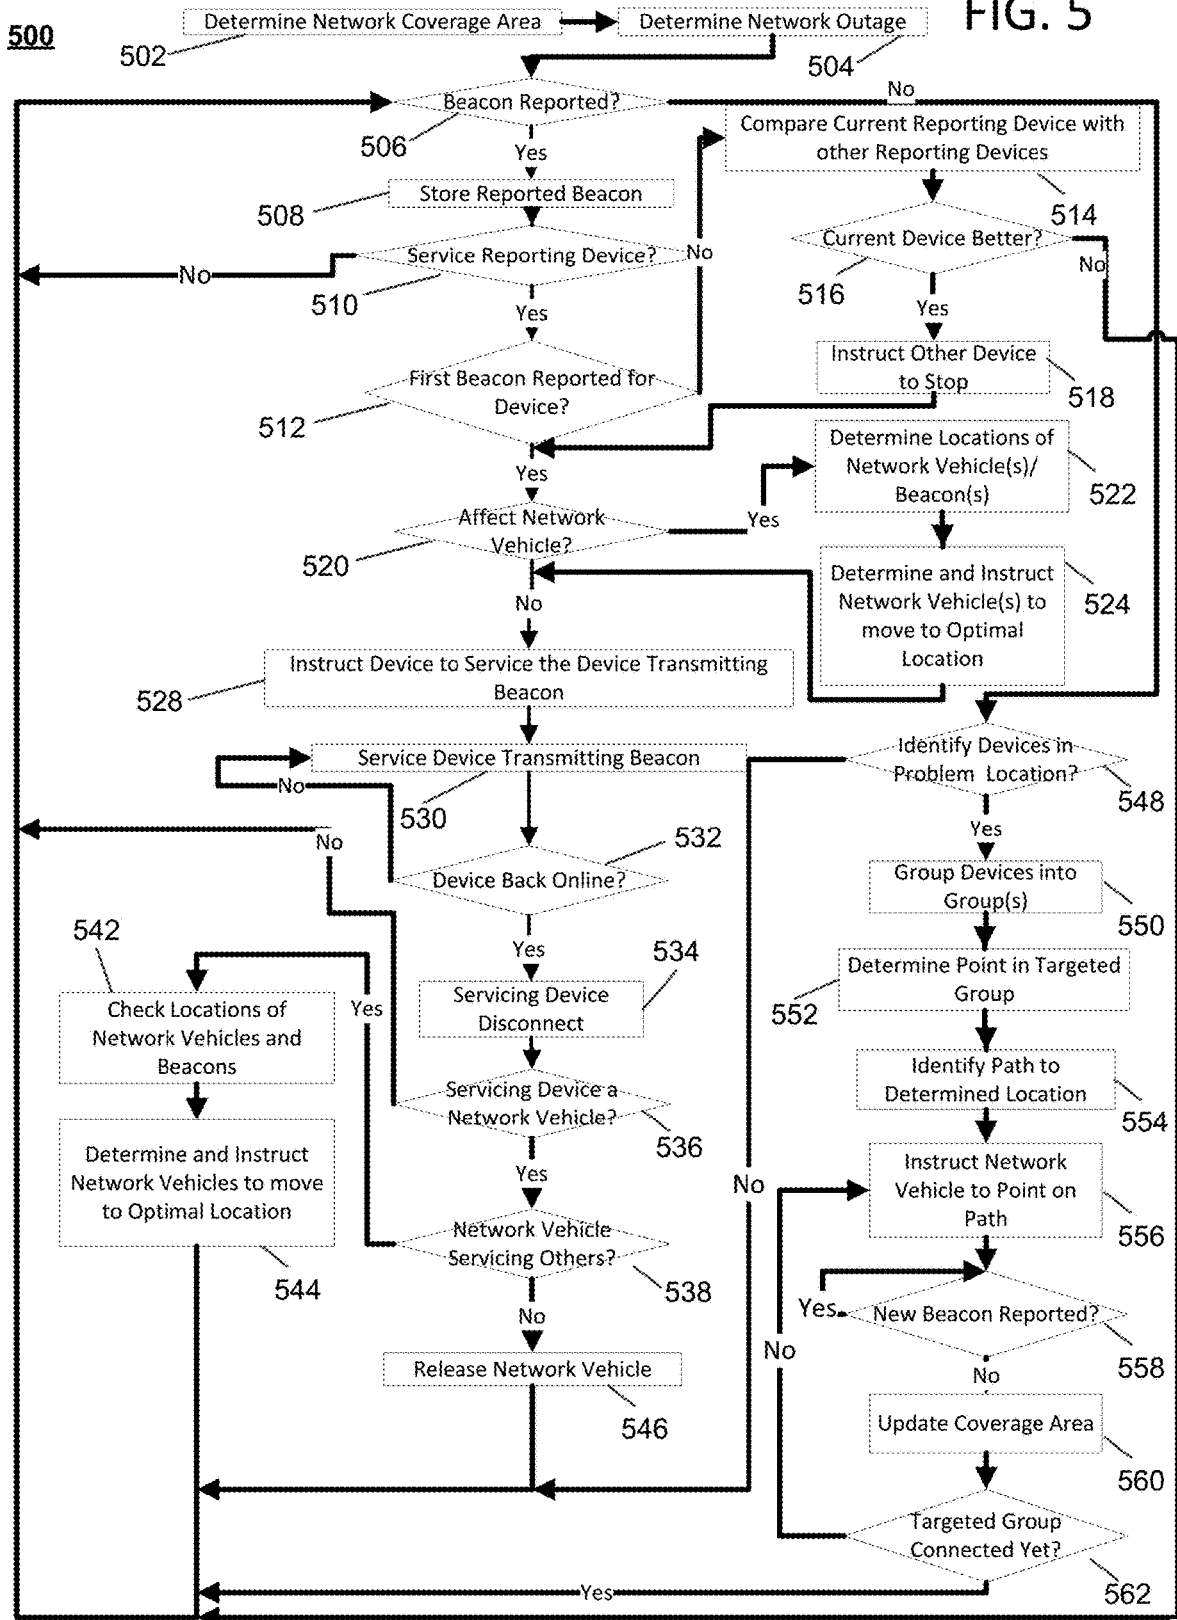 FIG. 5
500
Determine Network Coverage Area
502
Determine Network Outage
504
Beacon Reported?
506
No
Yes
Store Reported Beacon
508
Service Reporting Device?
510
No
Yes
First Beacon Reported for
Device?
512
No
Compare Current Reporting Device with
other Reporting Devices
514
Current Device Better?
516
No
Yes
Instruct Other Device
to Stop
518
Yes
Affect Network
Vehicle?
520
Yes
Determine Locations of
Network Vehicle(s)/
Beacon(s)
522
Determine and Instruct
Network Vehicle(s) to
move to Optimal
Location
524
No
Instruct Device to Service the Device Transmitting
Beacon
528
Service Device Transmitting Beacon
530
No
Device Back Online?
532
Yes
Servicing Device
Disconnect
534
Servicing Device a
Network Vehicle?
536
No
Yes
Network Vehicle
Servicing Others?
538
Yes
Check Locations of
Network Vehicles and
Beacons
542
Determine and Instruct
Network Vehicles to move
to Optimal Location
544
No
Release Network Vehicle
546
Identify Devices in
Problem Location?
548
No
Yes
Group Devices into
Group(s)
550
Determine Point in Targeted
Group
552
Identify Path to
Determined Location
554
Instruct Network
Vehicle to Point on
Path
556
New Beacon Reported?
558
Yes
No
Update Coverage Area
560
Targeted Group
Connected Yet?
562
No
Yes